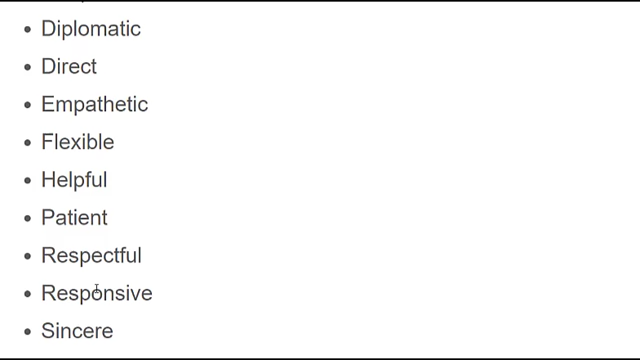 • Diplomatic
• Direct
• Empathetic
• Flexible
• Helpful
• Patient
• Respectful
• Responsive
• Sincere